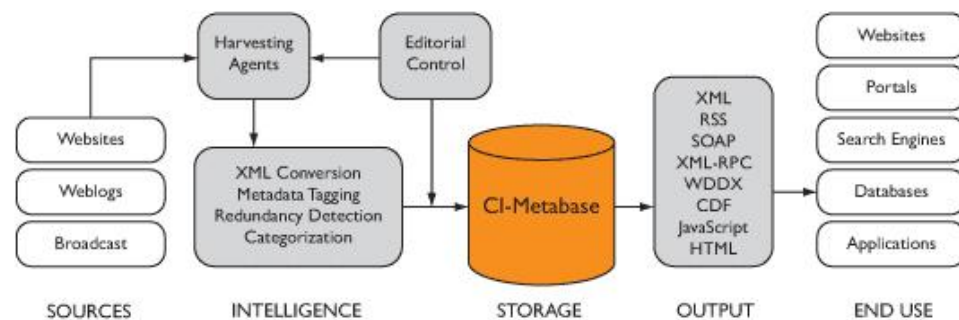 Websites
Weblogs
Broadcast
SOURCES
Harvesting
Agents
Editorial
Control
XML Conversion
Metadata Tagging
Redundancy Detection
Categorization
INTELLIGENCE
CI-Metabase
STORAGE
XML
RSS
SOAP
XML-RPC
WDDX
CDF
JavaScript
HTML
OUTPUT
Websites
Portals
Search Engines
Databases
Applications
END USE